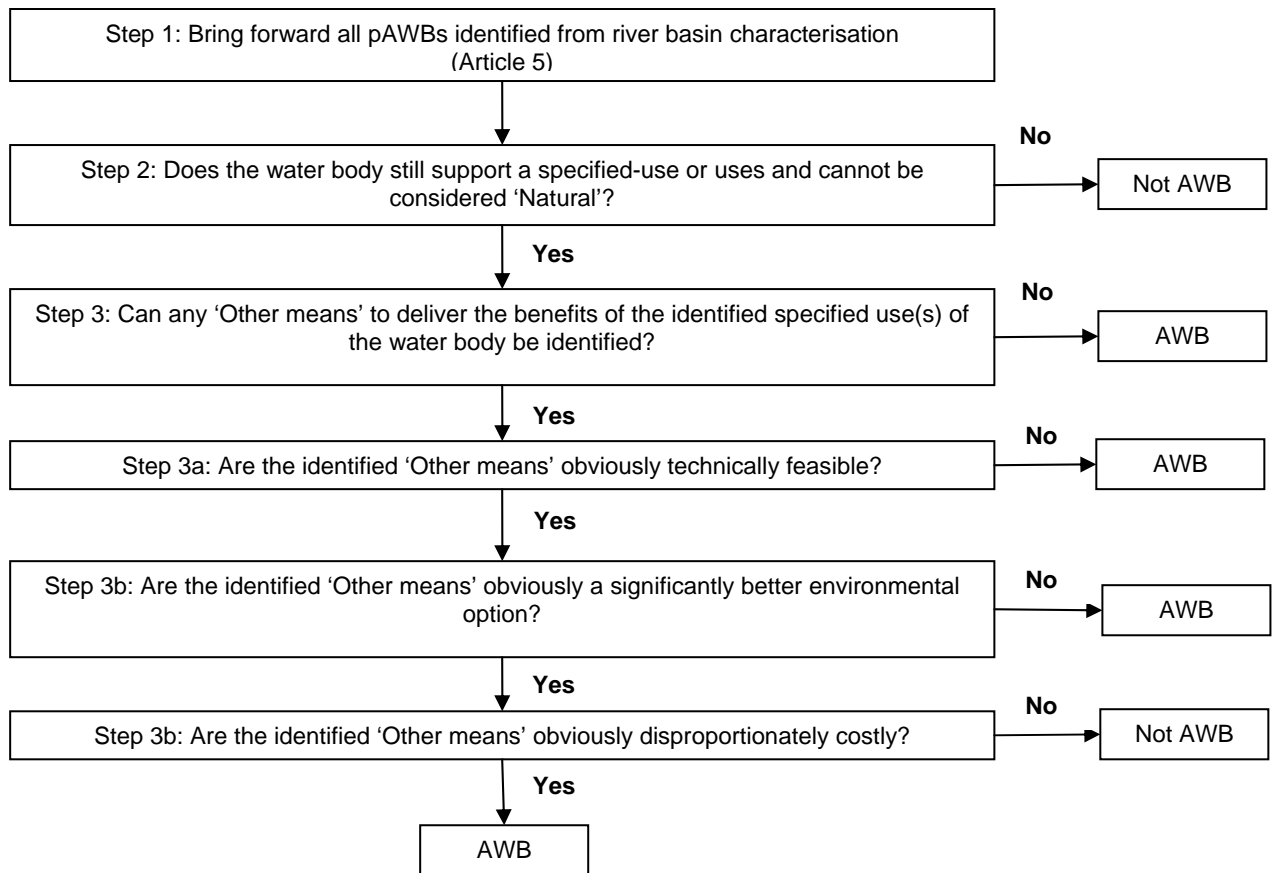 Step 1: Bring forward all pAWBs identified from river basin characterisation
(Article 5)
No
Step 2: Does the water body still support a specified-use or uses and cannot be
considered ‘Natural’?
Not AWB
Yes
No
Step 3: Can any ‘Other means’ to deliver the benefits of the identified specified use(s) of
the water body be identified?
AWB
Yes
No
Step 3a: Are the identified ‘Other means’ obviously technically feasible?
AWB
Yes
No
Step 3b: Are the identified ‘Other means’ obviously a significantly better environmental
option?
AWB
Yes
No
Step 3b: Are the identified ‘Other means’ obviously disproportionately costly?
Not AWB
Yes
AWB